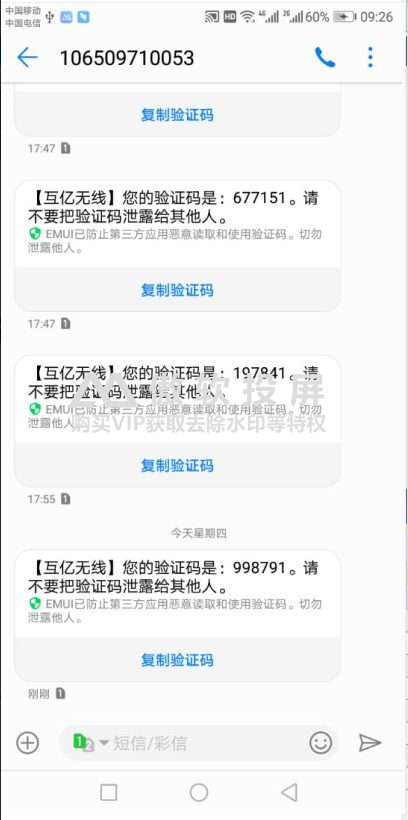 中国移动
中国电信
HD 4G 2G 60% 09:26
106509710053
复制验证码
17:47 1
【互亿无线】您的验证码是：677151。请
不要把验证码泄露给其他人。
EMUI已防止第三方应用恶意读取和使用验证码。切勿
泄露他人。
复制验证码
17:47 1
【互亿无线】您的验证码是：197841。请
不要把验证码泄露给其他人。
傲软投屏
EMUI已防止第三方应用恶意读取和使用验证码。切勿
泄露他人。
购买VIP获取去除水印等特权
复制验证码
17:55 1
今天星期四
【互亿无线】您的验证码是：998791。请
不要把验证码泄露给其他人。
EMUI已防止第三方应用恶意读取和使用验证码。切勿
泄露他人。
复制验证码
刚刚 1
1 2 短信/彩信